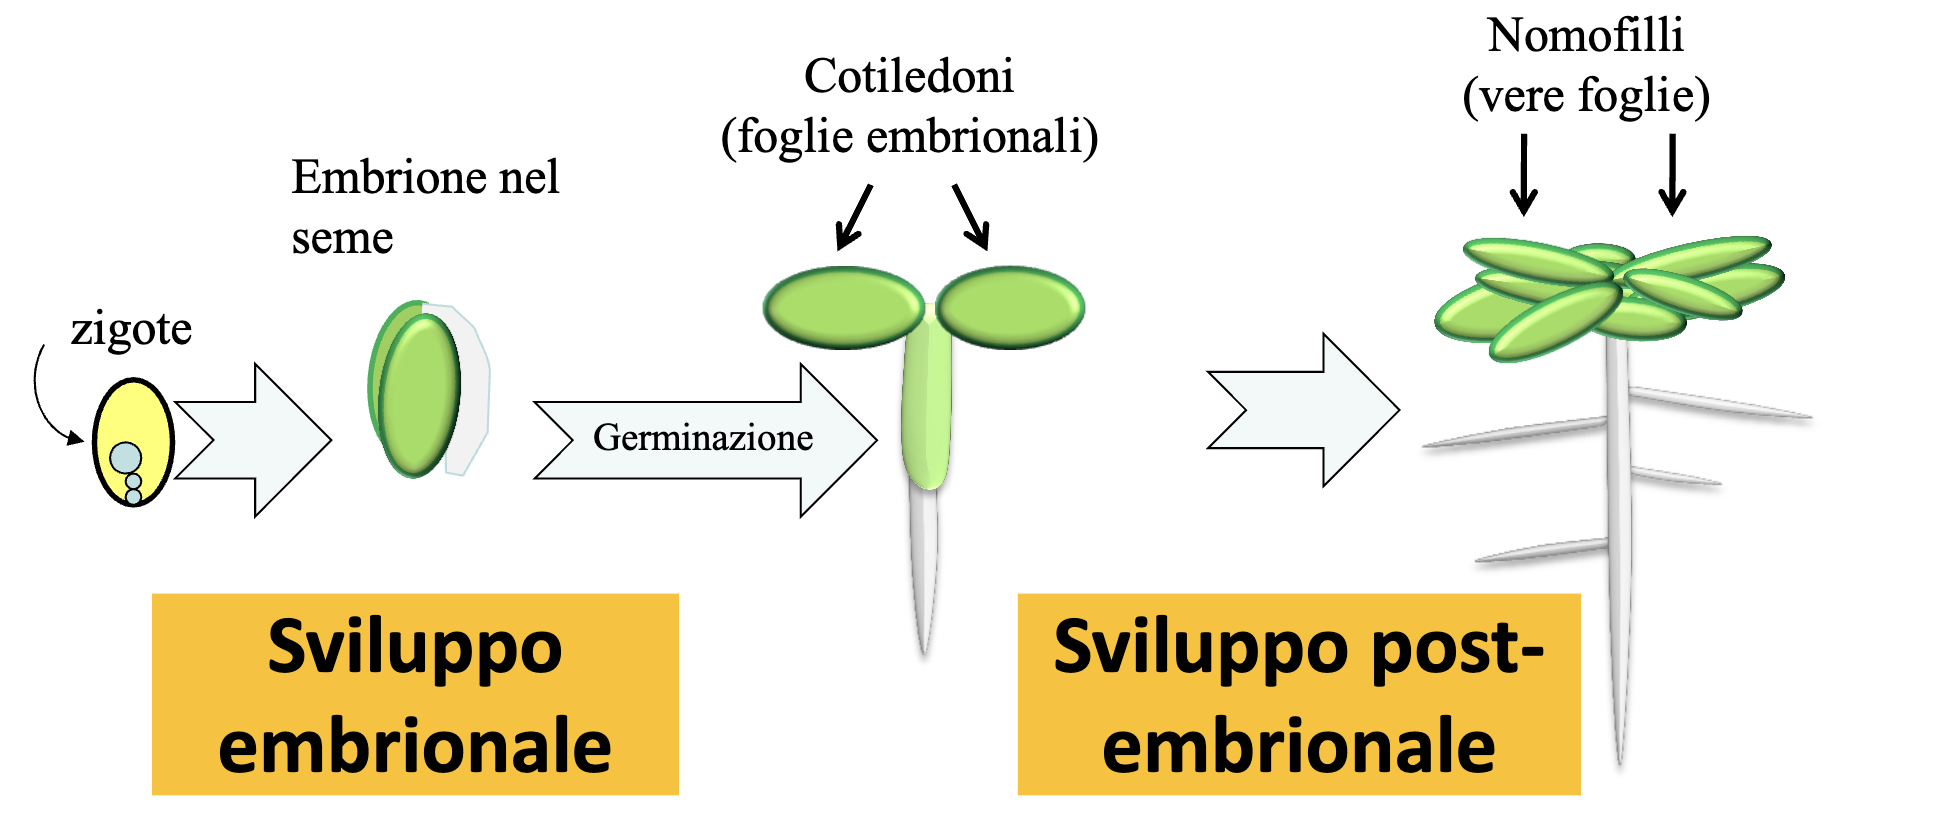 zigote
Embrione nel
seme
Germinazione
Cotiledoni
(foglie embrionali)
Nomofilli
(vere foglie)
Sviluppo
embrionale
Sviluppo post-
embrionale